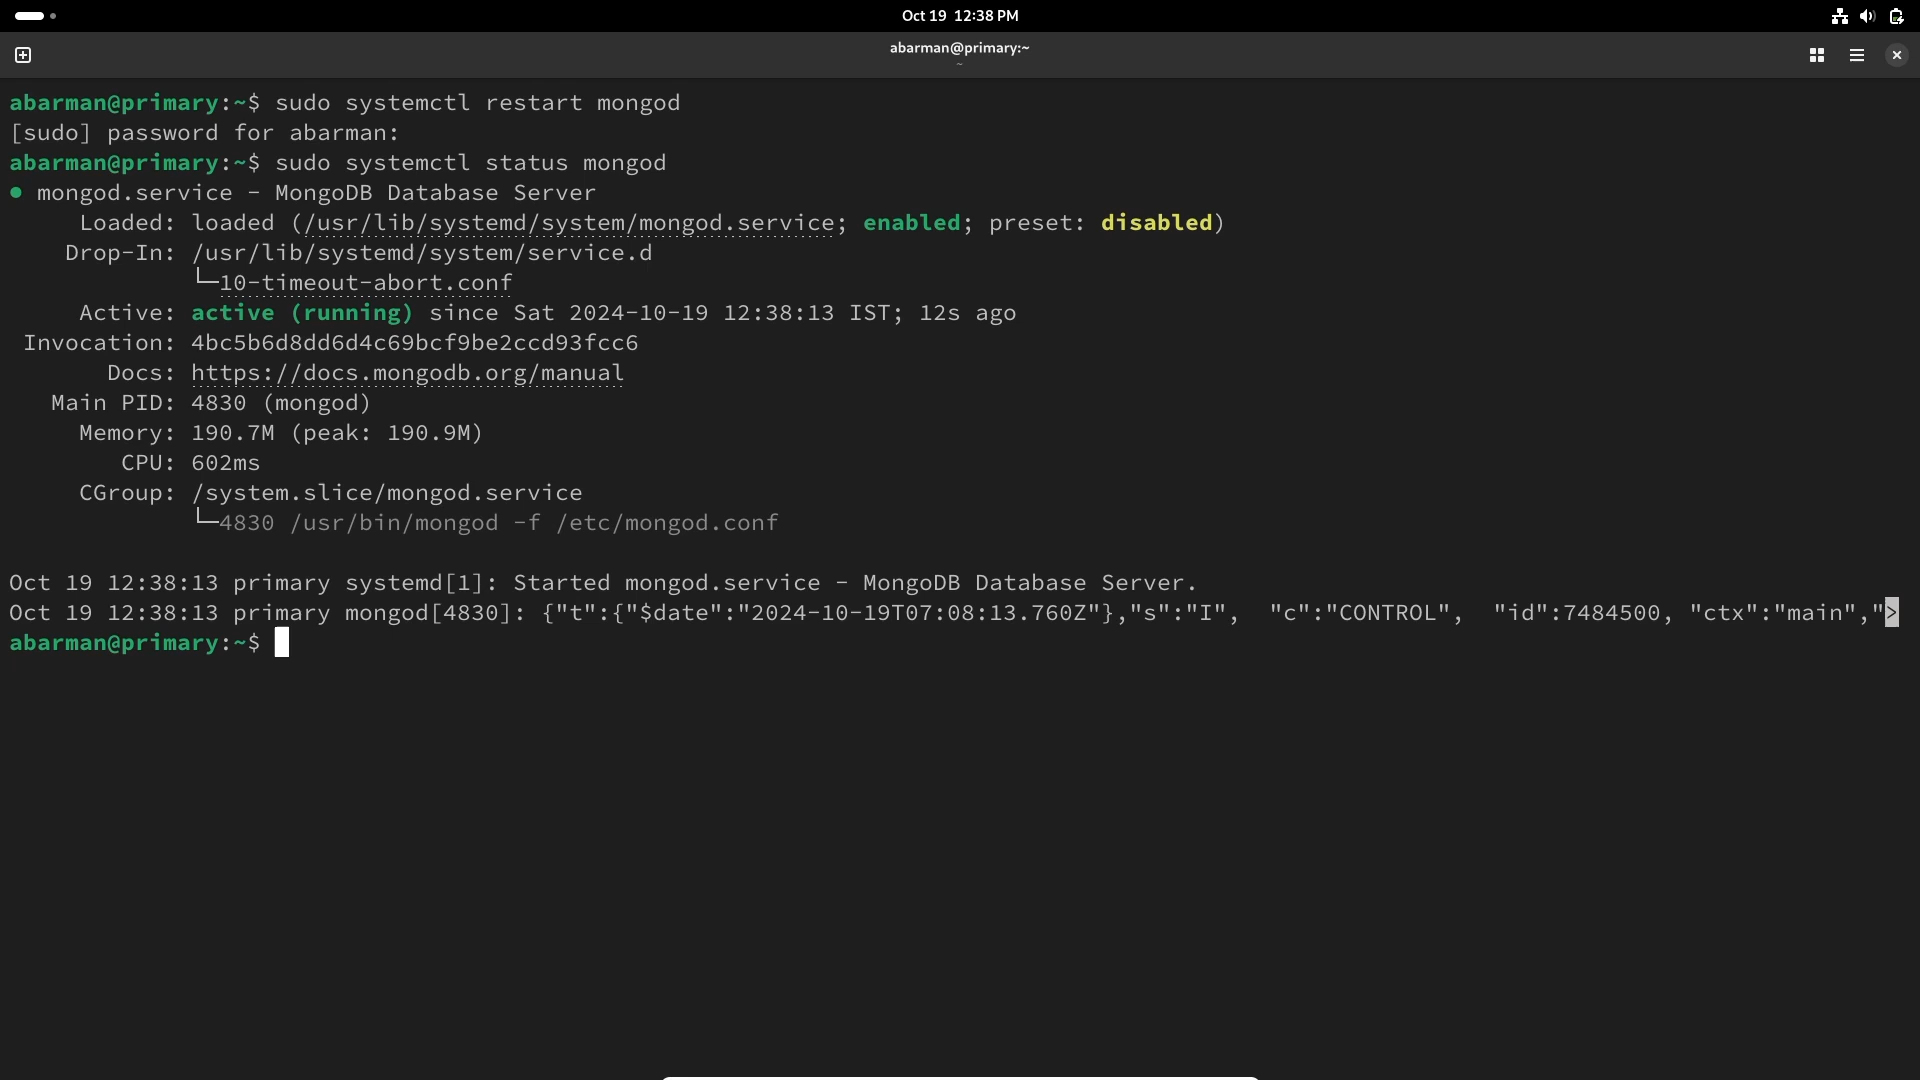 Oct 19  12:38 PM
abarman@primary:~
~
abarman@primary:~$ sudo systemctl restart mongod
[sudo] password for abarman:
abarman@primary:~$ sudo systemctl status mongod
● mongod.service - MongoDB Database Server
     Loaded: loaded (/usr/lib/systemd/system/mongod.service; enabled; preset: disabled)
    Drop-In: /usr/lib/systemd/system/service.d
             └─10-timeout-abort.conf
     Active: active (running) since Sat 2024-10-19 12:38:13 IST; 12s ago
 Invocation: 4bc5b6d8dd6d4c69bcf9be2ccd93fcc6
       Docs: https://docs.mongodb.org/manual
   Main PID: 4830 (mongod)
     Memory: 190.7M (peak: 190.9M)
        CPU: 602ms
     CGroup: /system.slice/mongod.service
             └─4830 /usr/bin/mongod -f /etc/mongod.conf
Oct 19 12:38:13 primary systemd[1]: Started mongod.service - MongoDB Database Server.
Oct 19 12:38:13 primary mongod[4830]: {"t":{"$date":"2024-10-19T07:08:13.760Z"},"s":"I",  "c":"CONTROL",  "id":7484500, "ctx":"main",">
abarman@primary:~$